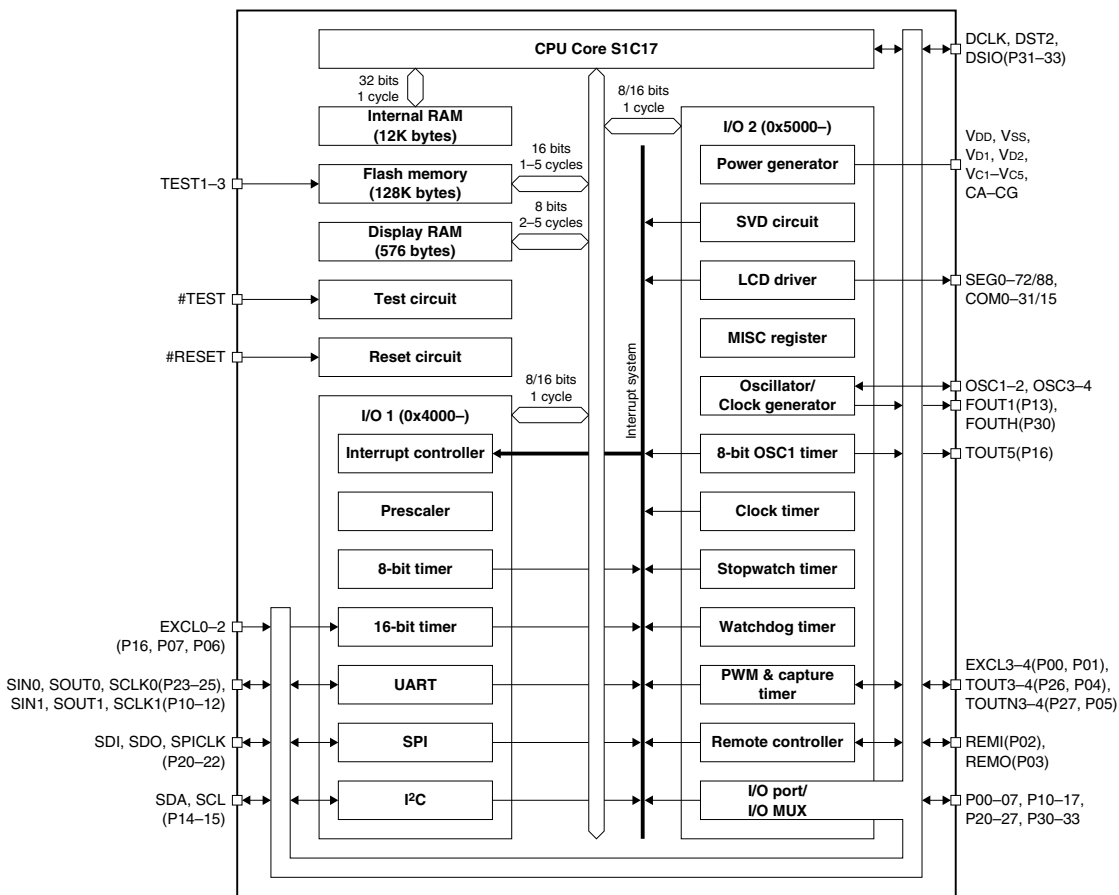 CPU Core S1C17
DCLK, DST2,
DSIO(P31–33)
32 bits
1 cycle
8/16 bits
1 cycle
Internal RAM
(12K bytes)
I/O 2 (0x5000–)
VDD, VSS,
VD1, VD2,
VC1–VC5,
CA–CG
Power generator
16 bits
1–5 cycles
TEST1–3
Flash memory
(128K bytes)
8 bits
2–5 cycles
SVD circuit
Display RAM
(576 bytes)
LCD driver
SEG0–72/88,
COM0–31/15
#TEST
Test circuit
MISC register
#RESET
Reset circuit
Interrupt system
8/16 bits
1 cycle
Oscillator/
Clock generator
OSC1–2, OSC3–4
FOUT1(P13),
FOUTH(P30)
I/O 1 (0x4000–)
Interrupt controller
8-bit OSC1 timer
TOUT5(P16)
Prescaler
Clock timer
8-bit timer
Stopwatch timer
EXCL0–2
(P16, P07, P06)
16-bit timer
Watchdog timer
SIN0, SOUT0, SCLK0(P23–25),
SIN1, SOUT1, SCLK1(P10–12)
UART
PWM & capture
timer
EXCL3–4(P00, P01),
TOUT3–4(P26, P04),
TOUTN3–4(P27, P05)
SDI, SDO, SPICLK
(P20–22)
SPI
Remote controller
REMI(P02),
REMO(P03)
SDA, SCL
(P14–15)
I²C
I/O port/
I/O MUX
P00–07, P10–17,
P20–27, P30–33